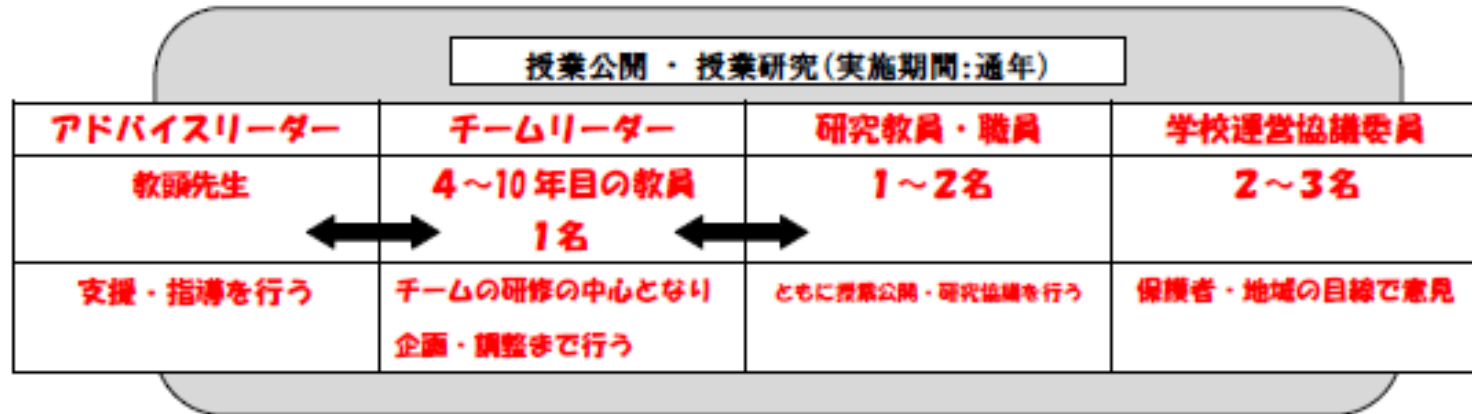 授業公開 ・ 授業研究(実施期間:通年)
アドバイスリーダー
チームリーダー
研究教員・職員
学校運営協議委員
教頭先生
4～10年目の教員
1名
1～2名
2～3名
支援・指導を行う
チームの研修の中心となり
企画・調整まで行う
ともに授業公開・研究協議を行う
保護者・地域の目線で意見